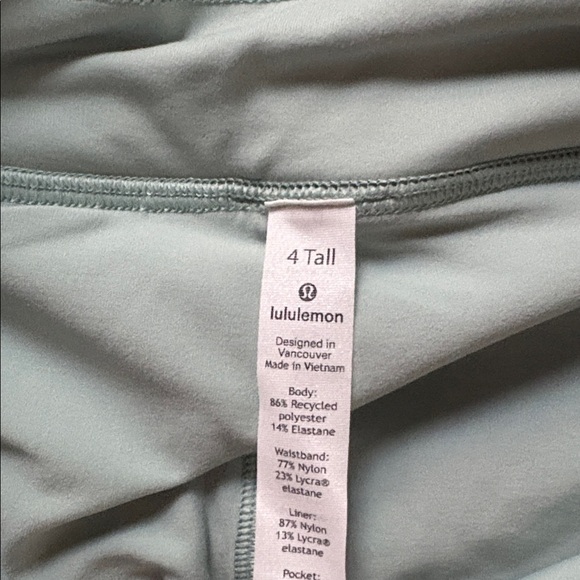 4 Tall
lululemon
Designed in
Vancouver
Made in Vietnam
Body:
86% Recycled
polyester
14% Elastane
Waistband:
77% Nylon
23% Lycra®
elastane
Liner:
87% Nylon
13% Lycra®
elastane
Pocket: